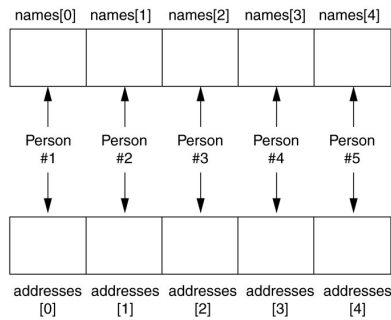 names[0] names[1] names[2] names[3] names[4]
Person Person Person Person Person
#1 #2 #3 #4 #5
addresses addresses addresses addresses addresses
[0] [1] [2] [3] [4]